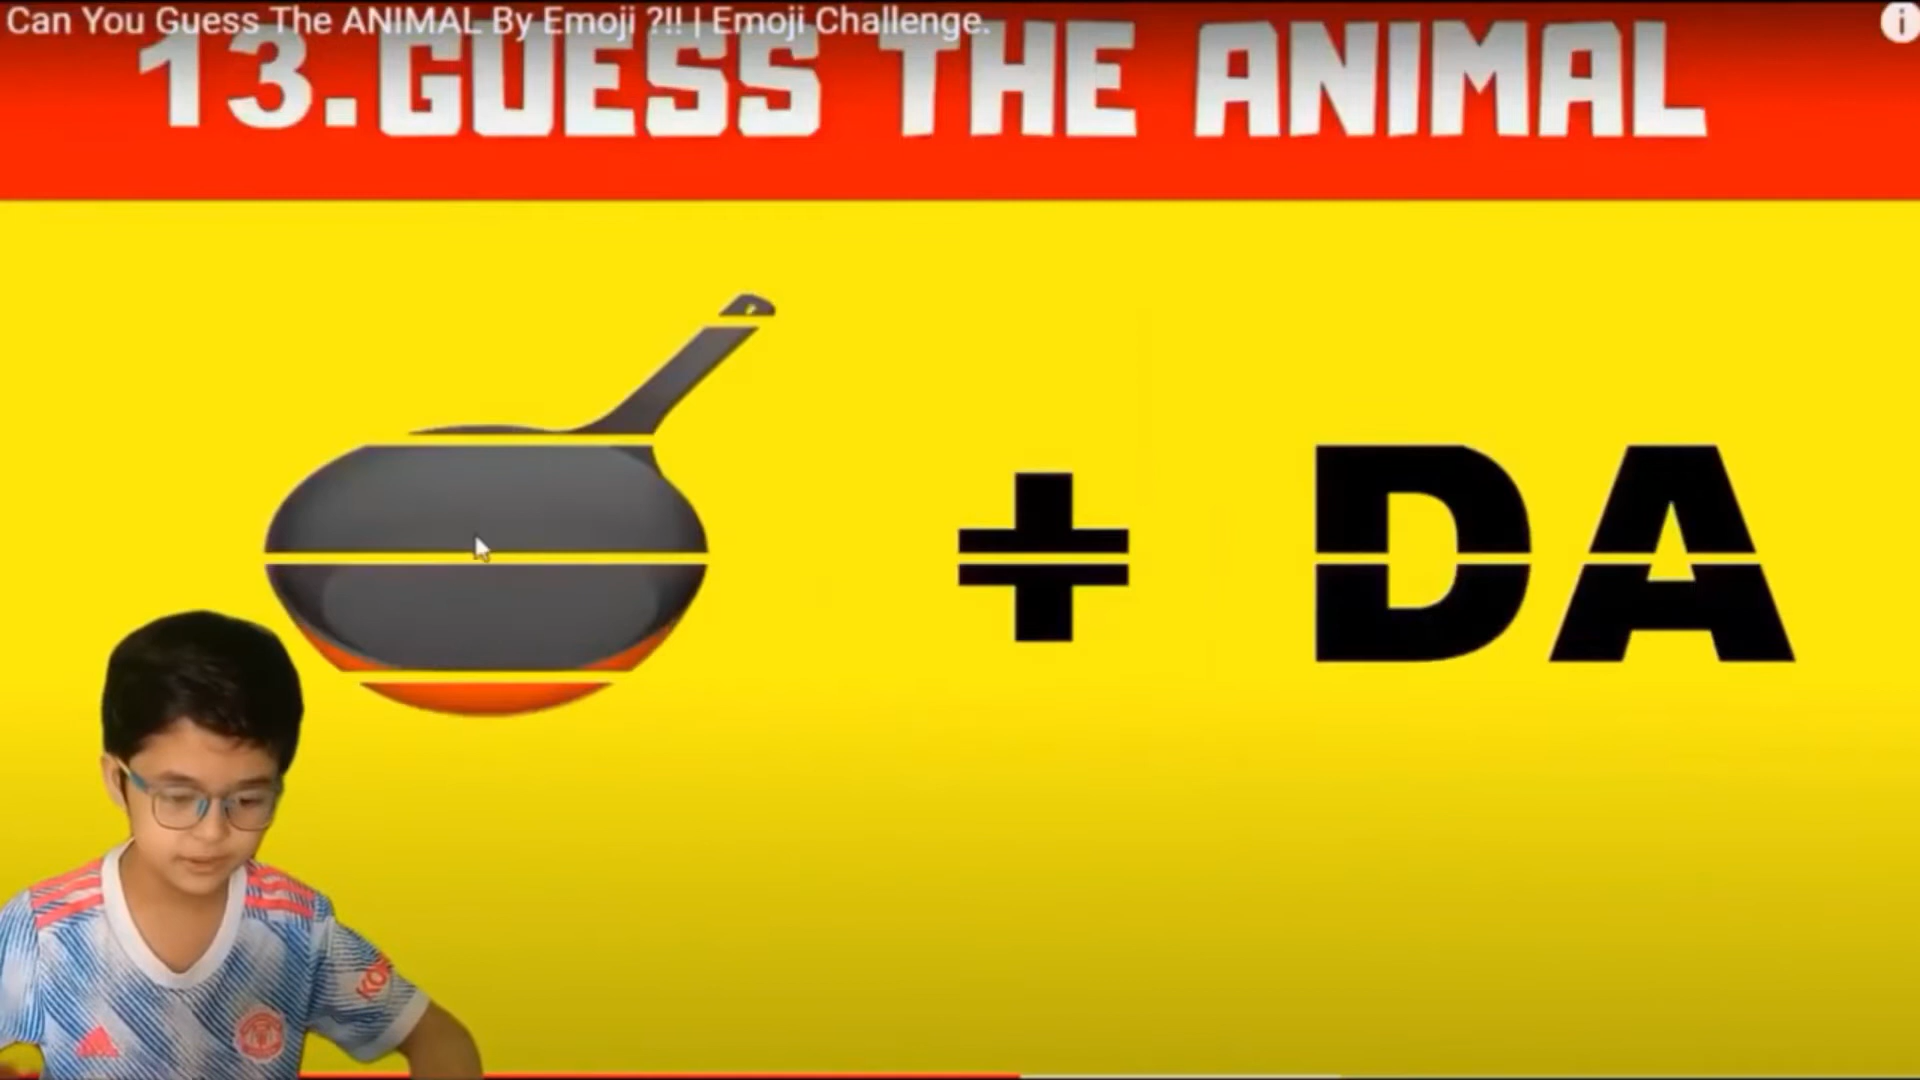 Can You Guess The ANIMAL By Emoji ?!! | Emoji Challenge.
13.GUESS THE ANIMAL
+ DA